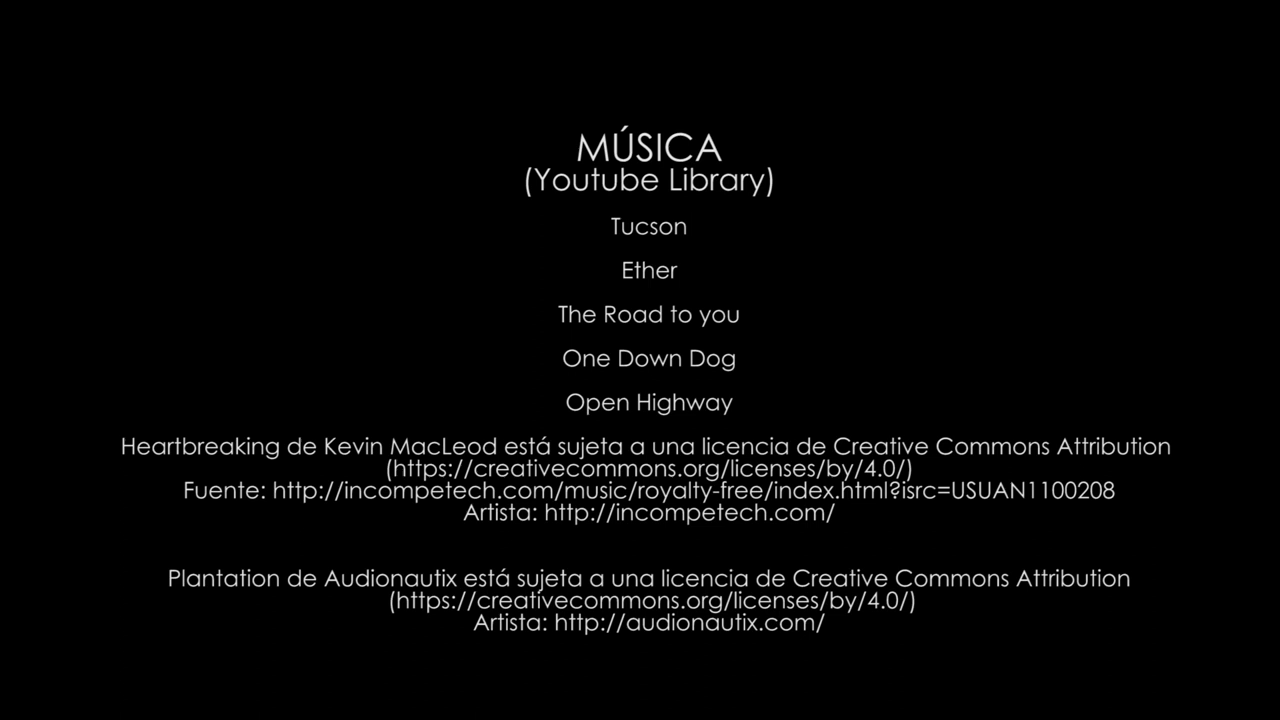 MÚSICA
(Youtube Library)
Tucson
Ether
The Road to you
One Down Dog
Open Highway
Heartbreaking de Kevin MacLeod está sujeta a una licencia de Creative Commons Attribution
(https://creativecommons.org/licenses/by/4.0/)
Fuente: http://incompetech.com/music/royalty-free/index.html?isrc=USUAN1100208
Artista: http://incompetech.com/
Plantation de Audionautix está sujeta a una licencia de Creative Commons Attribution
(https://creativecommons.org/licenses/by/4.0/)
Artista: http://audionautix.com/